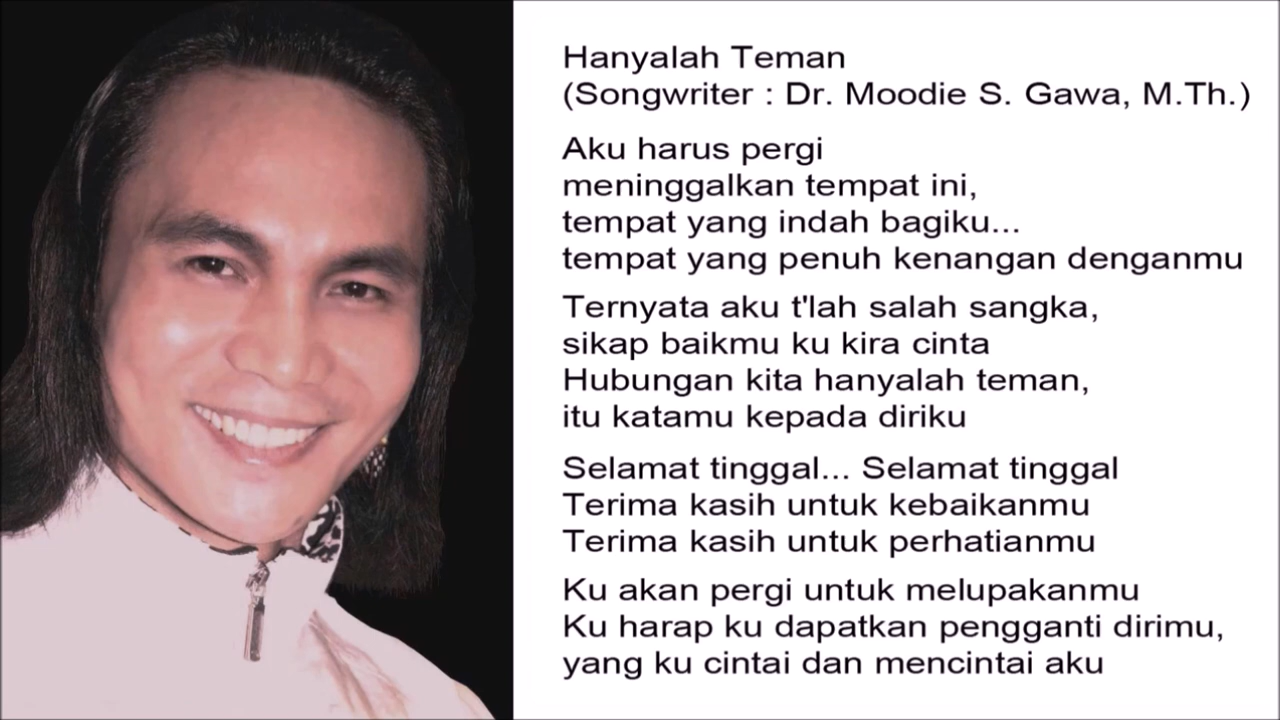 Hanyalah Teman
(Songwriter : Dr. Moodie S. Gawa, M.Th.)
Aku harus pergi
meninggalkan tempat ini,
tempat yang indah bagiku...
tempat yang penuh kenangan denganmu
Ternyata aku t'lah salah sangka,
sikap baikmu ku kira cinta
Hubungan kita hanyalah teman,
itu katamu kepada diriku
Selamat tinggal... Selamat tinggal
Terima kasih untuk kebaikanmu
Terima kasih untuk perhatianmu
Ku akan pergi untuk melupakanmu
Ku harap ku dapatkan pengganti dirimu,
yang ku cintai dan mencintai aku